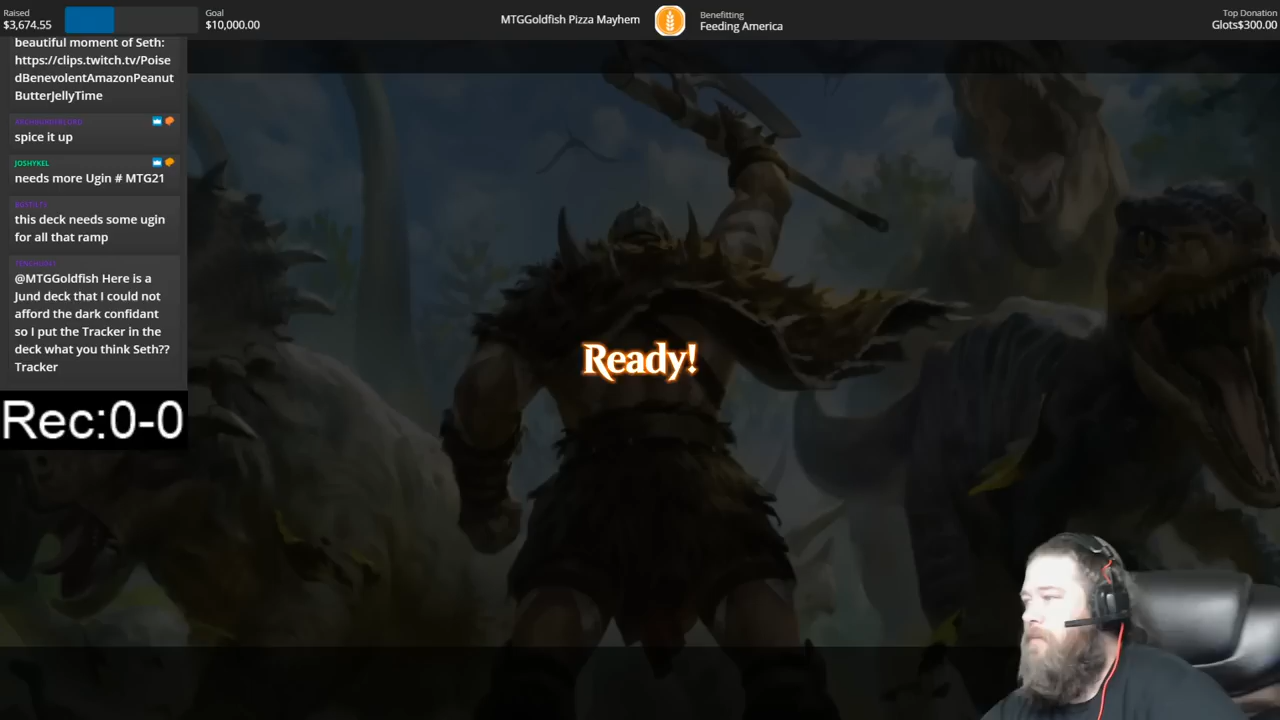 Raised
$3,674.55
Goal
$10,000.00
MTGGoldfish Pizza Mayhem
Benefitting
Feeding America
Top Donation
Glots$300.00
beautiful moment of Seth:
https://clips.twitch.tv/Poise
dBenevolentAmazonPeanut
ButterJellyTime
spice it up
JOSHYKEL
needs more Ugin # MTG21
this deck needs some ugin
for all that ramp
@MTGGoldfish Here is a
Jund deck that I could not
afford the dark confidant
so I put the Tracker in the
deck what you think Seth??
Tracker
Rec:0-0
Ready!